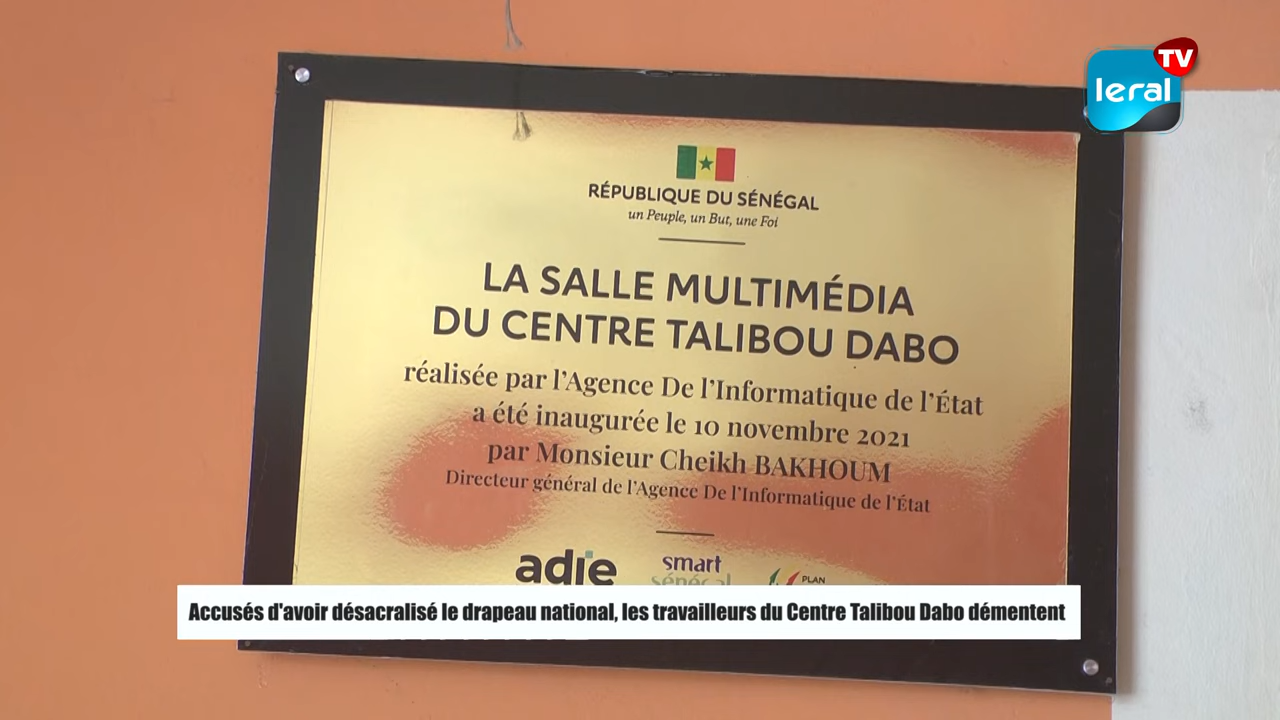 TV
leral
RÉPUBLIQUE DU SÉNÉGAL
un Peuple, un But, une Foi
LA SALLE MULTIMÉDIA
DU CENTRE TALIBOU DABO
réalisée par l'Agence De l'Informatique de l'État
a été inaugurée le 10 novembre 2021
par Monsieur Cheikh BAKHOUM
Directeur général de l'Agence De l'Informatique de l'État
adie
smart
sénégal
PLAN
Accusés d'avoir désacralisé le drapeau national, les travailleurs du Centre Talibou Dabo démentent